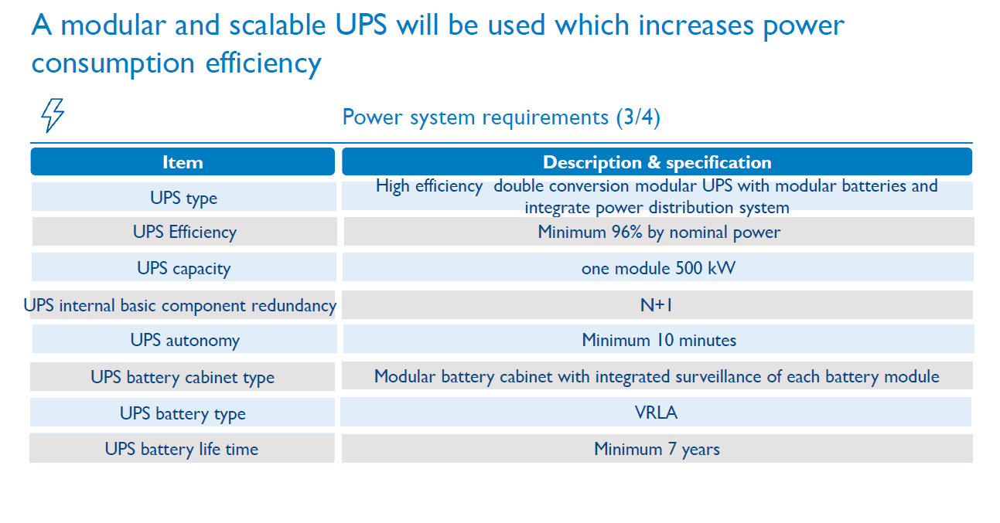 A modular and scalable UPS will be used which increases power
consumption efficiency
Power system requirements (3/4)
Item
Description & specification
UPS type
High efficiency  double conversion modular UPS with modular batteries and
integrate power distribution system
UPS Efficiency
Minimum 96% by nominal power
UPS capacity
one module 500 kW
UPS internal basic component redundancy
N+1
UPS autonomy
Minimum 10 minutes
UPS battery cabinet type
Modular battery cabinet with integrated surveillance of each battery module
UPS battery type
VRLA
UPS battery life time
Minimum 7 years